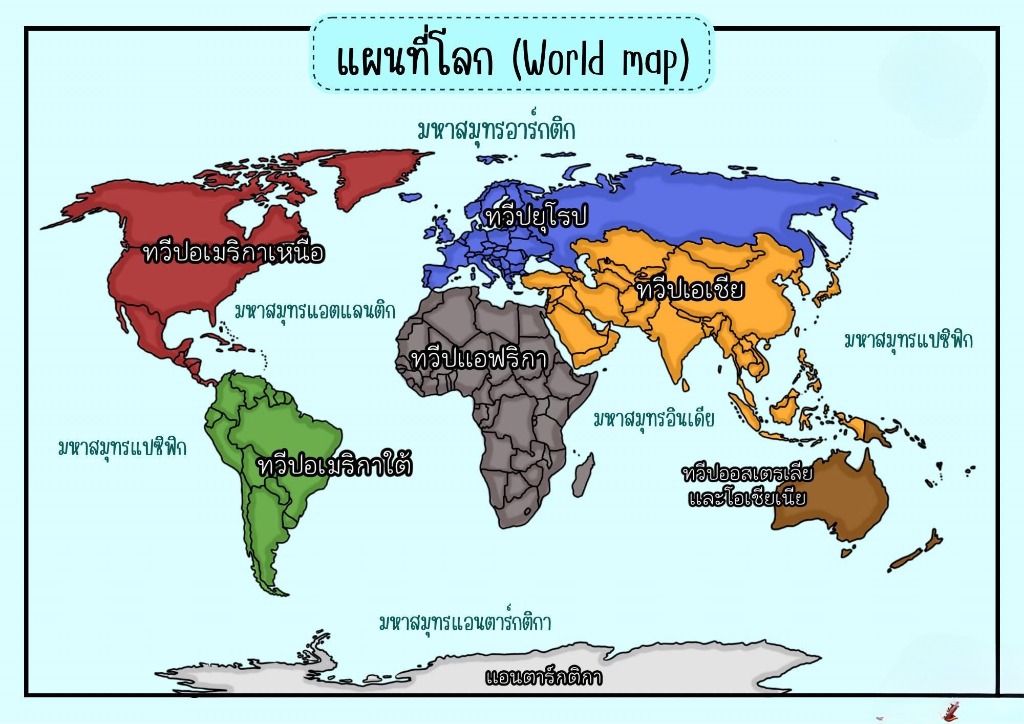 แผนที่โลก (World map)
มหาสมุทรอาร์กติก
ทวีปยุโรป
ทวีปอเมริกาเหนือ
ทวีปเอเชีย
มหาสมุทรแอตแลนติก
มหาสมุทรแปซิฟิก
ทวีปแอฟริกา
มหาสมุทรอินเดีย
มหาสมุทรแปซิฟิก
ทวีปอเมริกาใต้
ทวีปออสเตรเลีย
และโอเชียเนีย
มหาสมุทรแอนตาร์กติกา
แอนตาร์กติกา